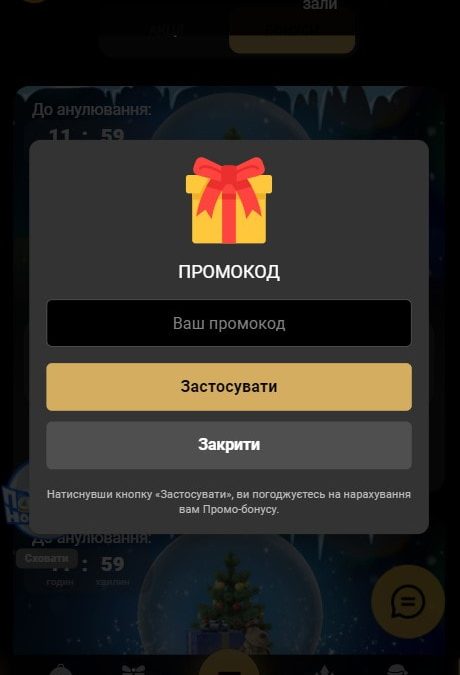 зали
АКЦІЇ
БОНУСИ
До анулювання:
11 : 59
ПРОМОКОД
Ваш промокод
Застосувати
Закрити
Натиснувши кнопку «Застосувати», ви погоджуєтесь на нарахування
вам Промо-бонусу.
До анулювання:
Сховати
: 59
годин хвилин